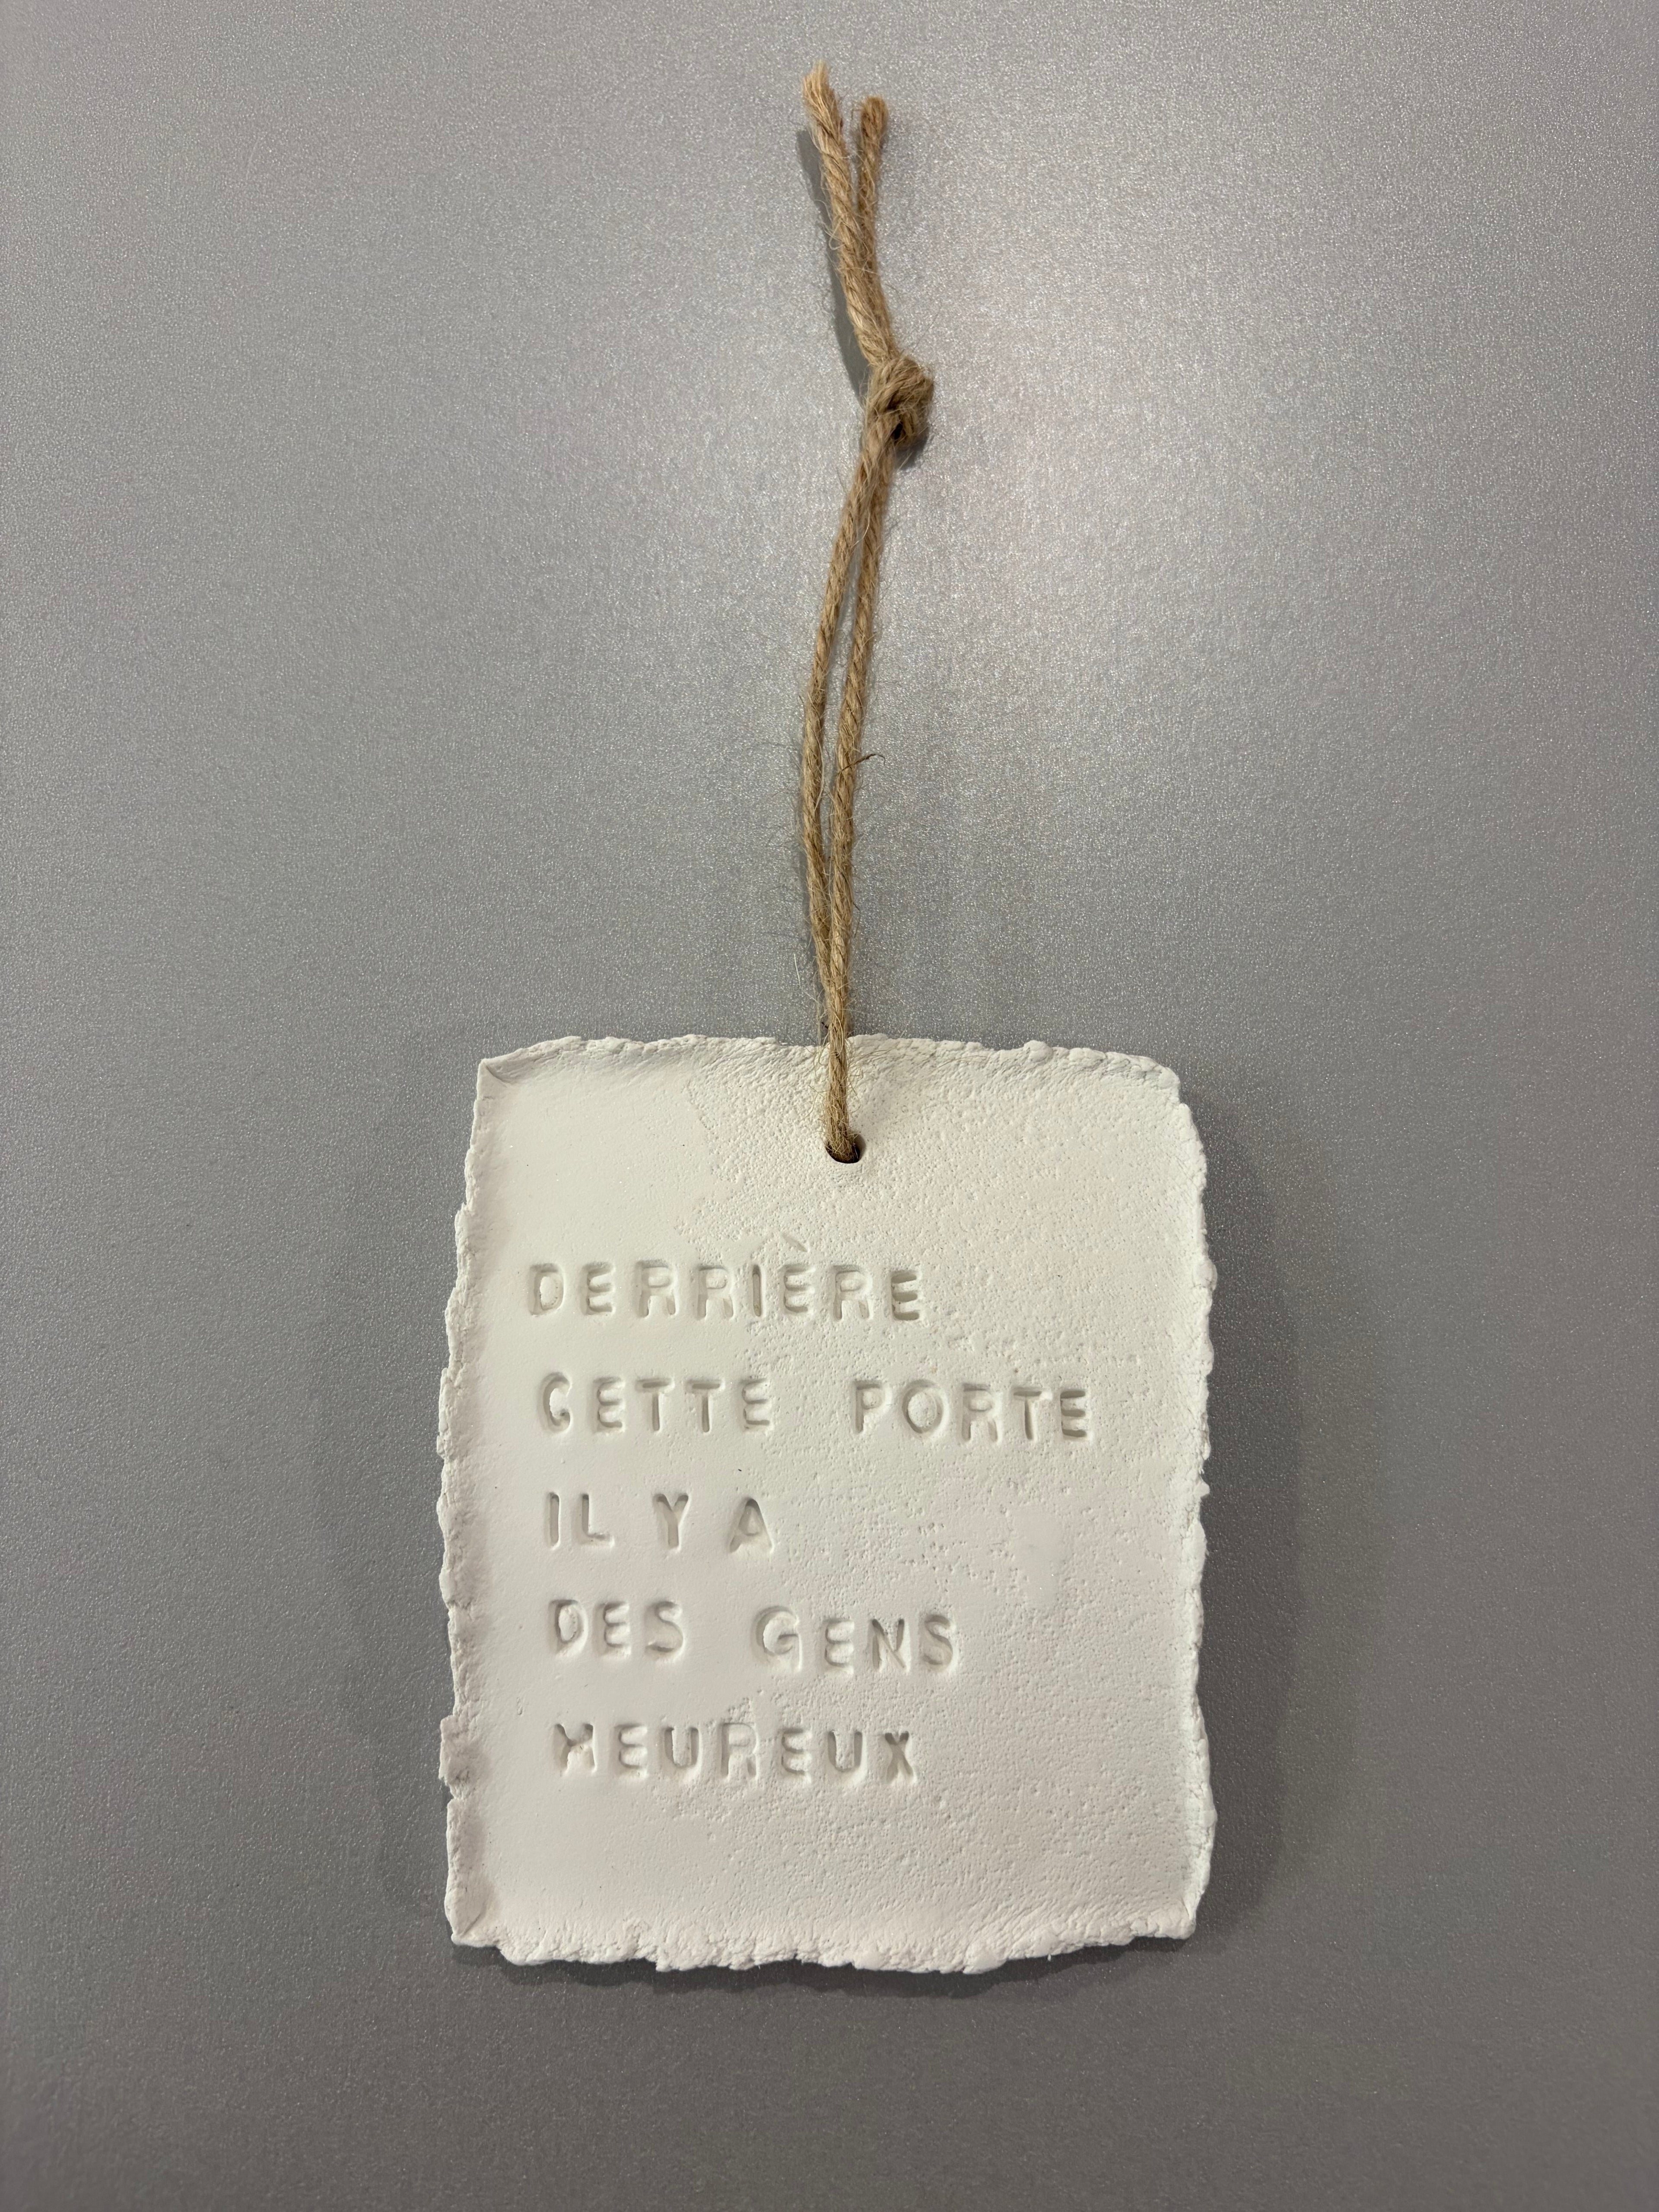 DERRIÈRE
CETTE PORTE
IL Y A
DES GENS
HEUREUX